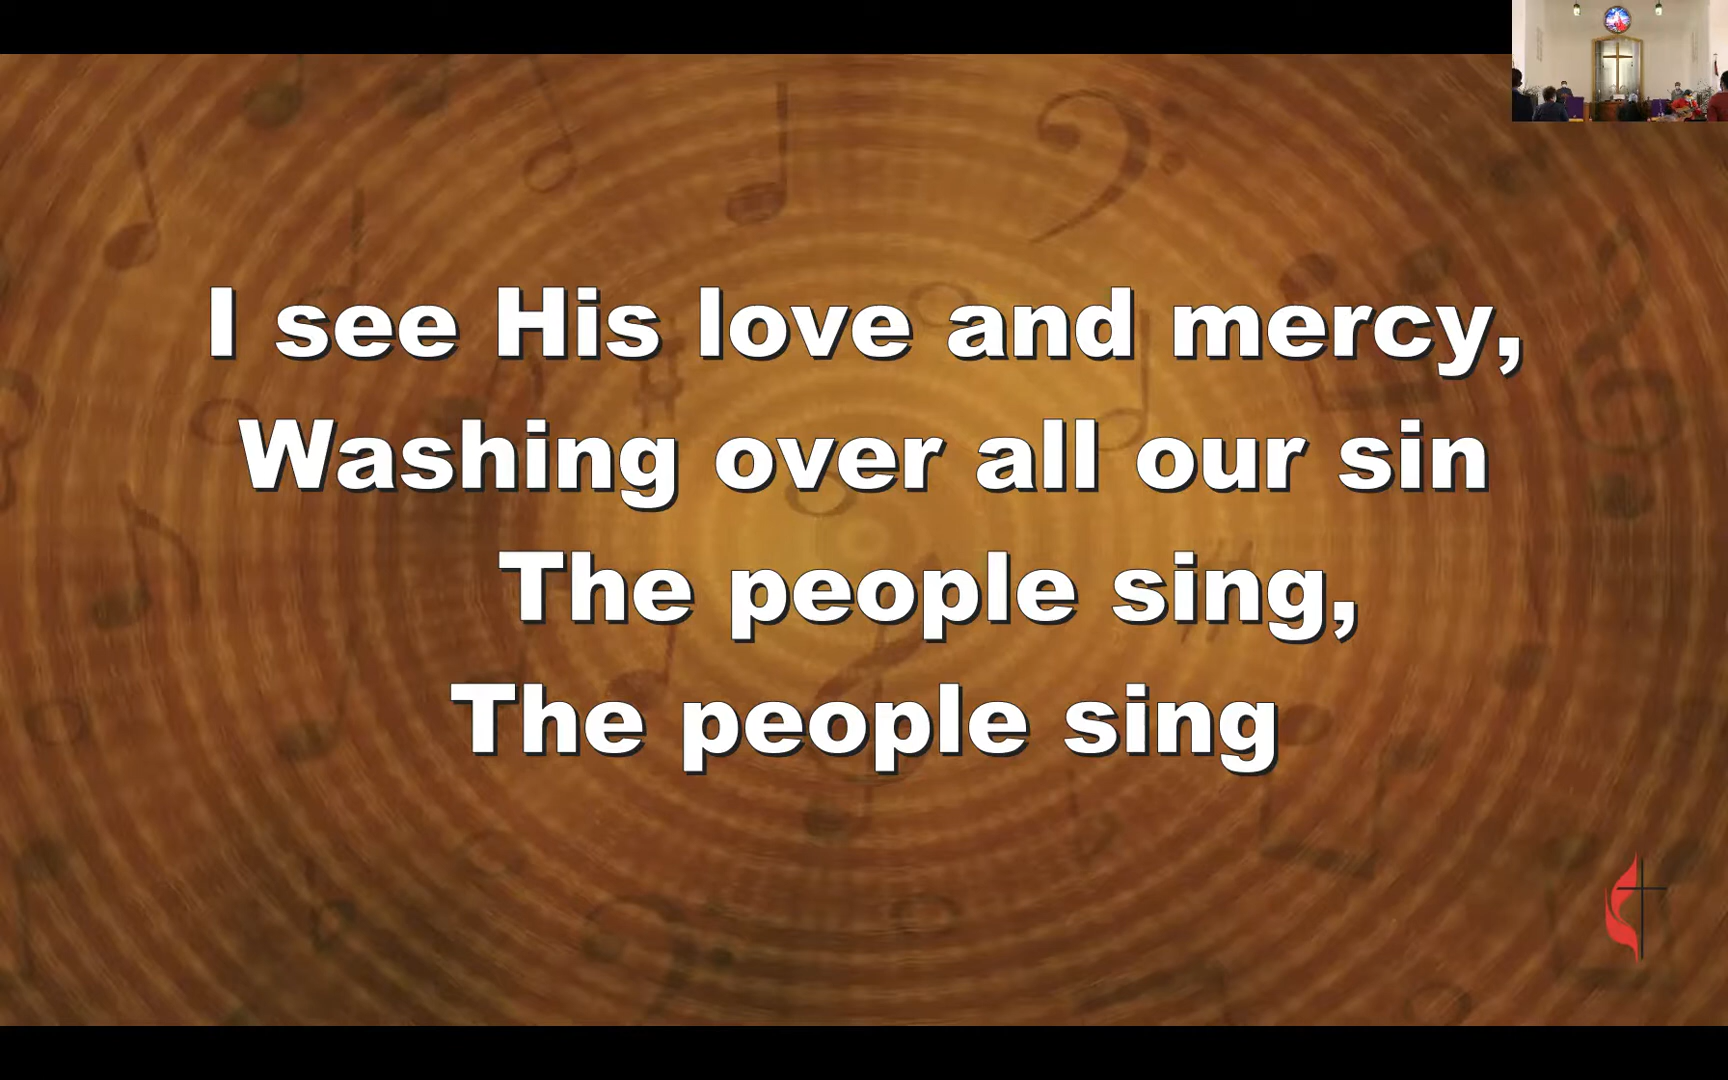 I see His love and mercy,
Washing over all our sin
The people sing,
The people sing